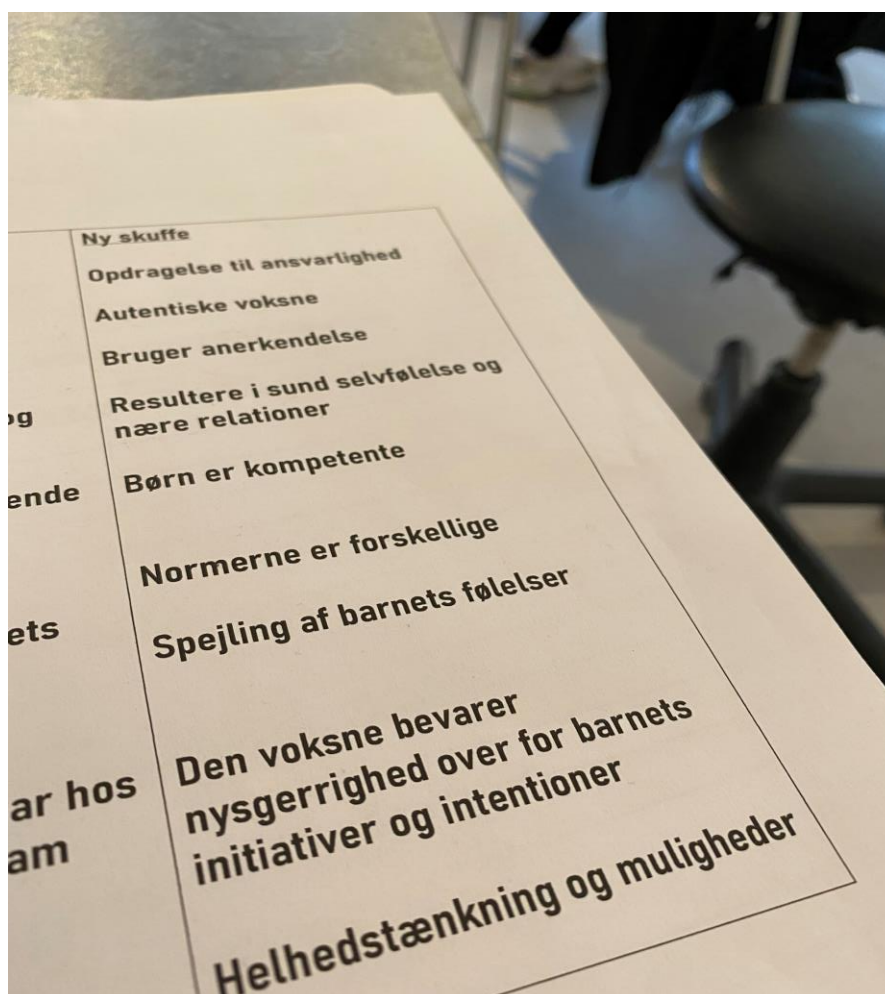 Ny skuffe
Opdragelse til ansvarlighed
Autentiske voksne
Bruger anerkendelse
Resultere i sund selvfølelse og
nære relationer
Børn er kompetente
Normerne er forskellige
Spejling af barnets følelser
Den voksne bevarer
nysgerrighed over for barnets
initiativer og intentioner
Helhedstænkning og muligheder
og
ende
ets
ar hos
am